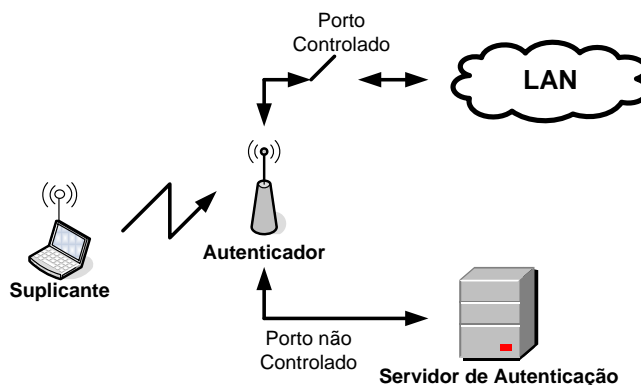 Porto
Controlado
LAN
Autenticador
Suplicante
Porto não
Controlado
Servidor de Autenticação